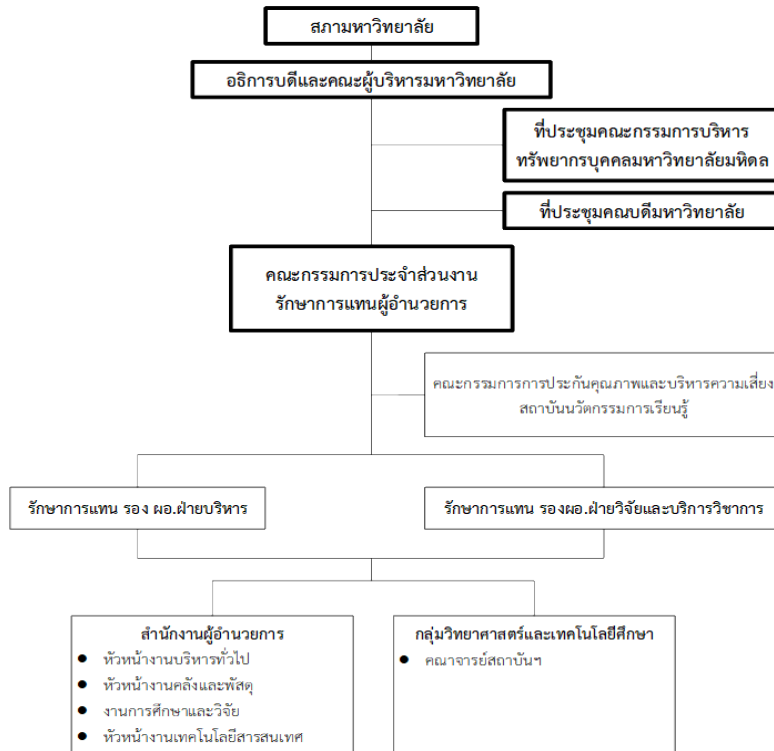 สภามหาวิทยาลัย
อธิการบดีและคณะผู้บริหารมหาวิทยาลัย
ที่ประชุมคณะกรรมการบริหาร
ทรัพยากรบุคคลมหาวิทยาลัยมหิดล
ที่ประชุมคณบดีมหาวิทยาลัย
คณะกรรมการประจำส่วนงาน
รักษาการแทนผู้อำนวยการ
คณะกรรมการการประกันคุณภาพและบริหารความเสี่ยง
สถาบันนวัตกรรมการเรียนรู้
รักษาการแทน รอง ผอ.ฝ่ายบริหาร
รักษาการแทน รองผอ.ฝ่ายวิจัยและบริการวิชาการ
สำนักงานผู้อำนวยการ
● หัวหน้างานบริหารทั่วไป
● หัวหน้างานคลังและพัสดุ
● งานการศึกษาและวิจัย
● หัวหน้างานเทคโนโลยีสารสนเทศ
กลุ่มวิทยาศาสตร์และเทคโนโลยีศึกษา
● คณาจารย์สถาบันฯ